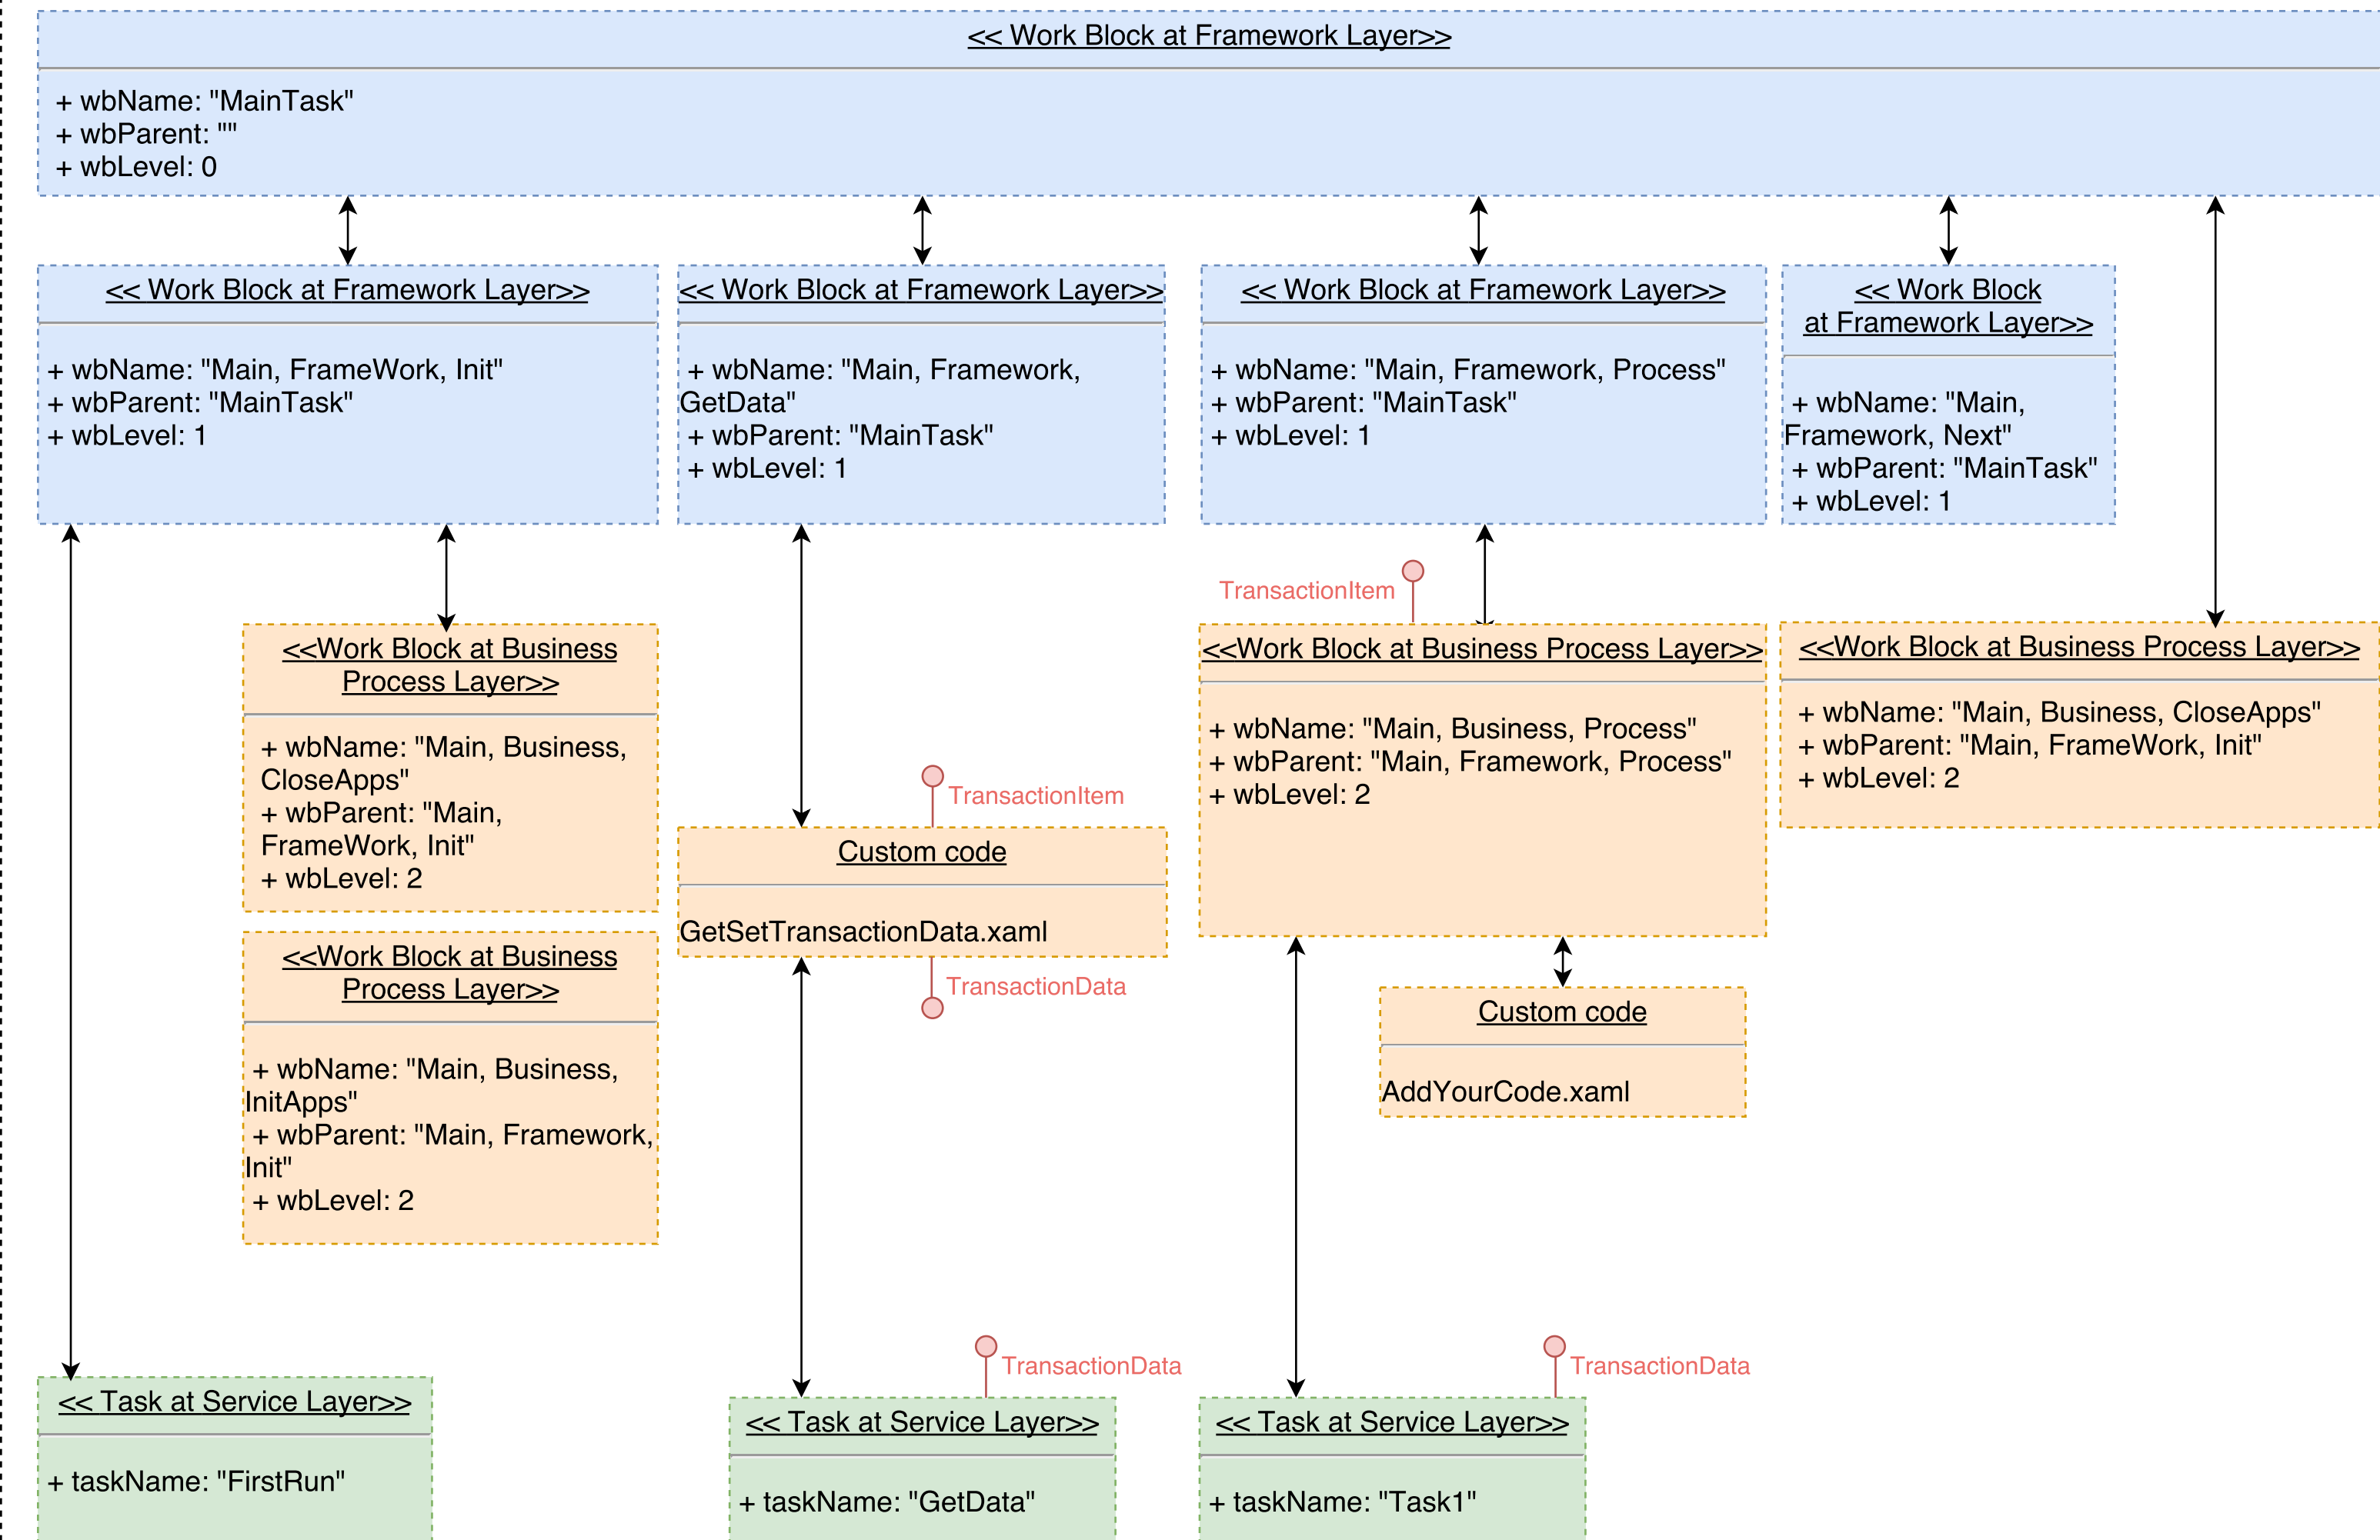 << Work Block at Framework Layer>>
+ wbName: "MainTask"
+ wbParent: ""
+ wbLevel: 0
<< Work Block at Framework Layer>>
+ wbName: "Main, FrameWork, Init"
+ wbParent: "MainTask"
+ wbLevel: 1
<< Work Block at Framework Layer>>
+ wbName: "Main, Framework,
GetData"
+ wbParent: "MainTask"
+ wbLevel: 1
<< Work Block at Framework Layer>>
+ wbName: "Main, Framework, Process"
+ wbParent: "MainTask"
+ wbLevel: 1
<< Work Block
at Framework Layer>>
+ wbName: "Main,
Framework, Next"
+ wbParent: "MainTask"
+ wbLevel: 1
<<Work Block at Business
Process Layer>>
+ wbName: "Main, Business,
CloseApps"
+ wbParent: "Main,
FrameWork, Init"
+ wbLevel: 2
<<Work Block at Business
Process Layer>>
+ wbName: "Main, Business,
InitApps"
+ wbParent: "Main, Framework,
Init"
+ wbLevel: 2
TransactionItem
Custom code
GetSetTransactionData.xaml
TransactionData
TransactionItem
<<Work Block at Business Process Layer>>
+ wbName: "Main, Business, Process"
+ wbParent: "Main, Framework, Process"
+ wbLevel: 2
Custom code
AddYourCode.xaml
<<Work Block at Business Process Layer>>
+ wbName: "Main, Business, CloseApps"
+ wbParent: "Main, FrameWork, Init"
+ wbLevel: 2
<< Task at Service Layer>>
+ taskName: "FirstRun"
TransactionData
<< Task at Service Layer>>
+ taskName: "GetData"
TransactionData
<< Task at Service Layer>>
+ taskName: "Task1"